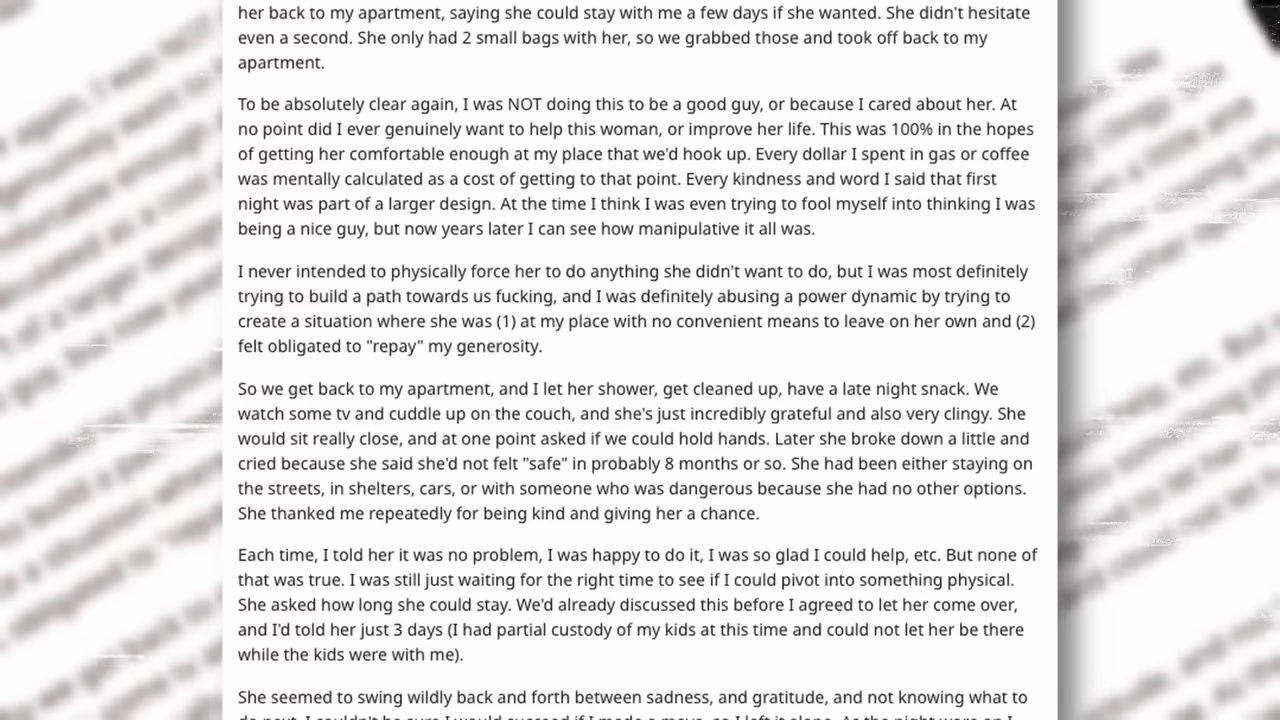 her back to my apartment, saying she could stay with me a few days if she wanted. She didn't hesitate
even a second. She only had 2 small bags with her, so we grabbed those and took off back to my
apartment.
To be absolutely clear again, I was NOT doing this to be a good guy, or because I cared about her. At
no point did I ever genuinely want to help this woman, or improve her life. This was 100% in the hopes
of getting her comfortable enough at my place that we'd hook up. Every dollar I spent in gas or coffee
was mentally calculated as a cost of getting to that point. Every kindness and word I said that first
night was part of a larger design. At the time I think I was even trying to fool myself into thinking I was
being a nice guy, but now years later I can see how manipulative it all was.
I never intended to physically force her to do anything she didn't want to do, but I was most definitely
trying to build a path towards us fucking, and I was definitely abusing a power dynamic by trying to
create a situation where she was (1) at my place with no convenient means to leave on her own and (2)
felt obligated to "repay" my generosity.
So we get back to my apartment, and I let her shower, get cleaned up, have a late night snack. We
watch some tv and cuddle up on the couch, and she's just incredibly grateful and also very clingy. She
would sit really close, and at one point asked if we could hold hands. Later she broke down a little and
cried because she said she'd not felt "safe" in probably 8 months or so. She had been either staying on
the streets, in shelters, cars, or with someone who was dangerous because she had no other options.
She thanked me repeatedly for being kind and giving her a chance.
Each time, I told her it was no problem, I was happy to do it, I was so glad I could help, etc. But none of
that was true. I was still just waiting for the right time to see if I could pivot into something physical.
She asked how long she could stay. We'd already discussed this before I agreed to let her come over,
and I'd told her just 3 days (I had partial custody of my kids at this time and could not let her be there
while the kids were with me).
She seemed to swing wildly back and forth between sadness, and gratitude, and not knowing what to